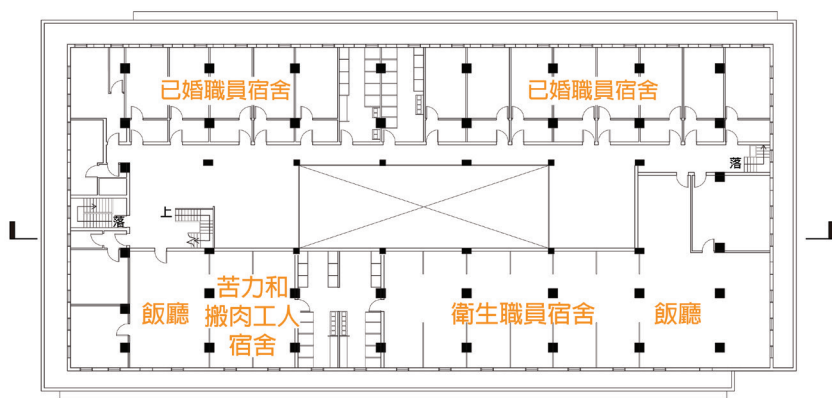 已婚職員宿舍
已婚職員宿舍
落
上
落
飯廳
苦力和
搬肉工人
宿舍
衛生職員宿舍
飯廳